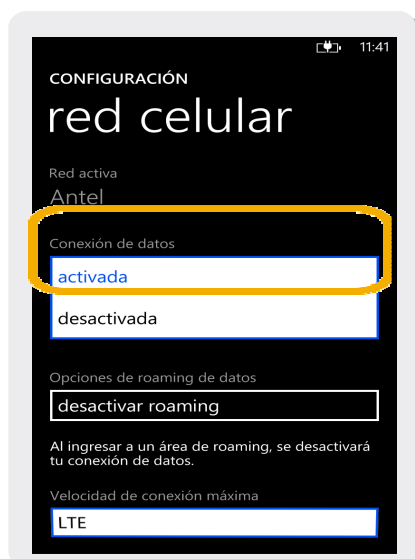 11:41
CONFIGURACIÓN
red celular
Red activa
Antel
Conexión de datos
activada
desactivada
Opciones de roaming de datos
desactivar roaming
Al ingresar a un área de roaming, se desactivará
tu conexión de datos.
Velocidad de conexión máxima
LTE